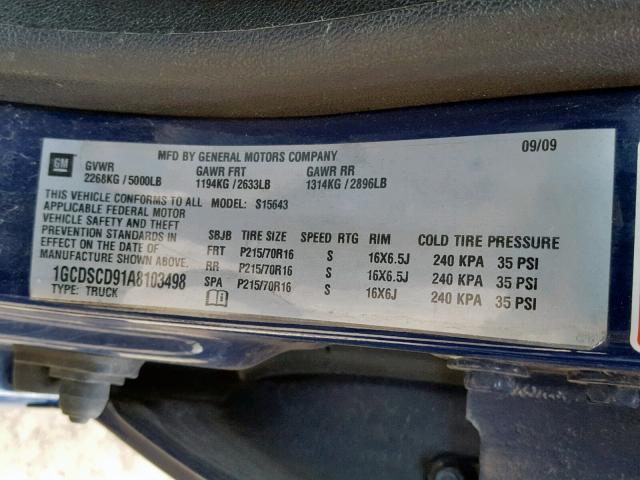 MFD BY GENERAL MOTORS COMPANY 09/09
GM GVWR GAWR FRT GAWR RR
2268KG / 5000LB 1194KG / 2633LB 1314KG / 2896LB
THIS VEHICLE CONFORMS TO ALL MODEL: S15643
APPLICABLE FEDERAL MOTOR
VEHICLE SAFETY AND THEFT
PREVENTION STANDARDS IN SBJB TIRE SIZE SPEED RTG RIM COLD TIRE PRESSURE
EFFECT ON THE DATE OF FRT P215/70R16 S 16X6.5J 240 KPA 35 PSI
MANUFACTURE SHOWN ABOVE. RR P215/70R16 S 16X6.5J 240 KPA 35 PSI
1GCDSCD91A8103498 SPA P215/70R16 S 16X6J 240 KPA 35 PSI
TYPE: TRUCK